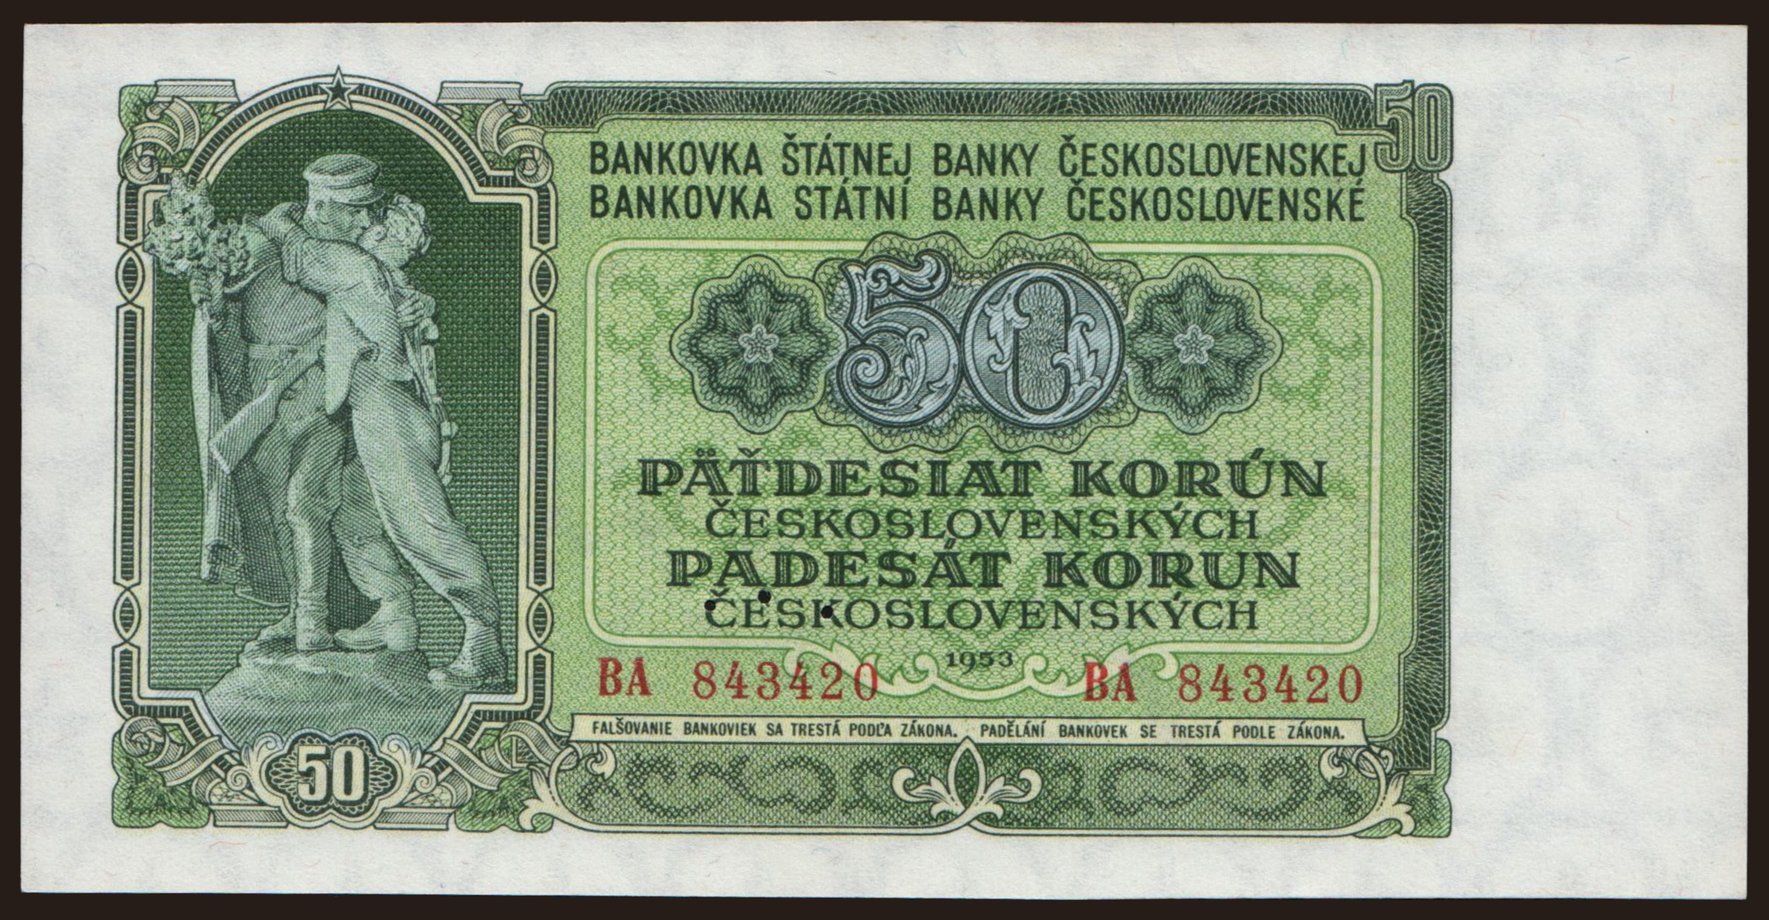 50
BANKOVKA ŠTÁTNEJ BANKY ČESKOSLOVENSKEJ
BANKOVKA STÁTNÍ BANKY ČESKOSLOVENSKÉ
50
PÄŤDESIAT KORÚN
ČESKOSLOVENSKÝCH
PADESÁT KORUN
ČESKOSLOVENSKÝCH
1953
BA 843420 BA 843420
FALŠOVANIE BANKOVIEK SA TRESTÁ PODĽA ZÁKONA. PADĚLÁNÍ BANKOVEK SE TRESTÁ PODLE ZÁKONA.
50